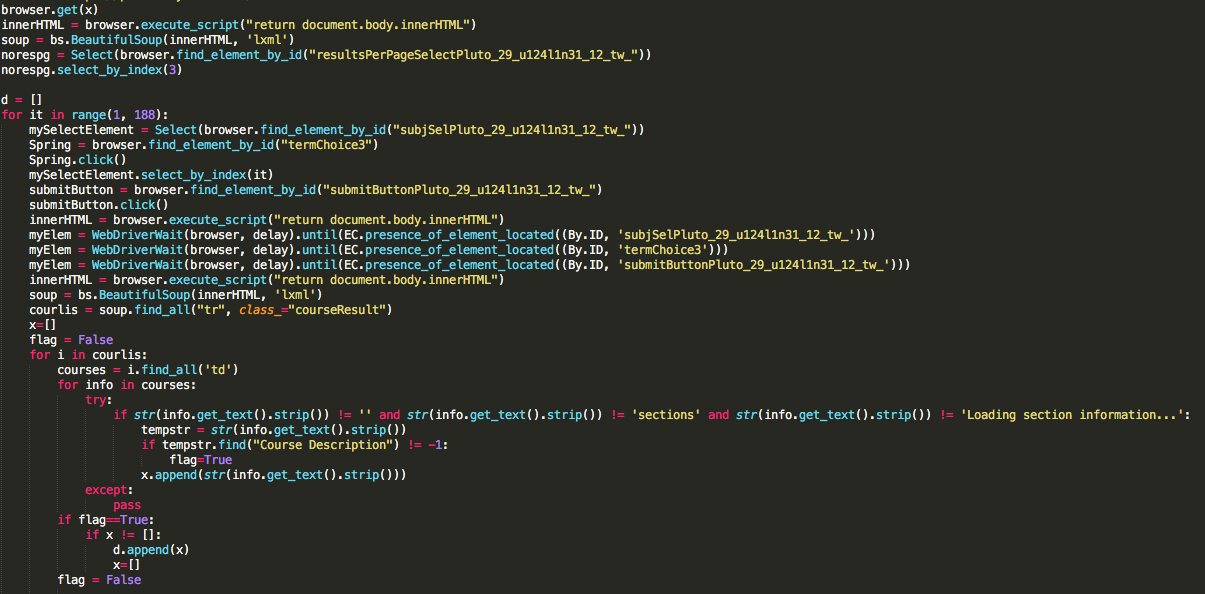 browser.get(x)
innerHTML = browser.execute_script("return document.body.innerHTML")
soup = bs.BeautifulSoup(innerHTML, 'lxml')
norespg = Select(browser.find_element_by_id("resultsPerPageSelectPluto_29_u124l1n31_12_tw_"))
norespg.select_by_index(3)

d = []
for it in range(1, 188):
    mySelectElement = Select(browser.find_element_by_id("subjSelPluto_29_u124l1n31_12_tw_"))
    Spring = browser.find_element_by_id("termChoice3")
    Spring.click()
    mySelectElement.select_by_index(it)
    submitButton = browser.find_element_by_id("submitButtonPluto_29_u124l1n31_12_tw_")
    submitButton.click()
    innerHTML = browser.execute_script("return document.body.innerHTML")
    myElem = WebDriverWait(browser, delay).until(EC.presence_of_element_located((By.ID, 'subjSelPluto_29_u124l1n31_12_tw_')))
    myElem = WebDriverWait(browser, delay).until(EC.presence_of_element_located((By.ID, 'termChoice3')))
    myElem = WebDriverWait(browser, delay).until(EC.presence_of_element_located((By.ID, 'submitButtonPluto_29_u124l1n31_12_tw_')))
    innerHTML = browser.execute_script("return document.body.innerHTML")
    soup = bs.BeautifulSoup(innerHTML, 'lxml')
    courlis = soup.find_all("tr", class_="courseResult")
    x=[]
    flag = False
    for i in courlis:
        courses = i.find_all('td')
        for info in courses:
            try:
                if str(info.get_text().strip()) != '' and str(info.get_text().strip()) != 'sections' and str(info.get_text().strip()) != 'Loading section information...':
                    tempstr = str(info.get_text().strip())
                    if tempstr.find("Course Description") != -1:
                        flag=True
                    x.append(str(info.get_text().strip()))
            except:
                pass
        if flag==True:
            if x != []:
                d.append(x)
                x=[]
        flag = False